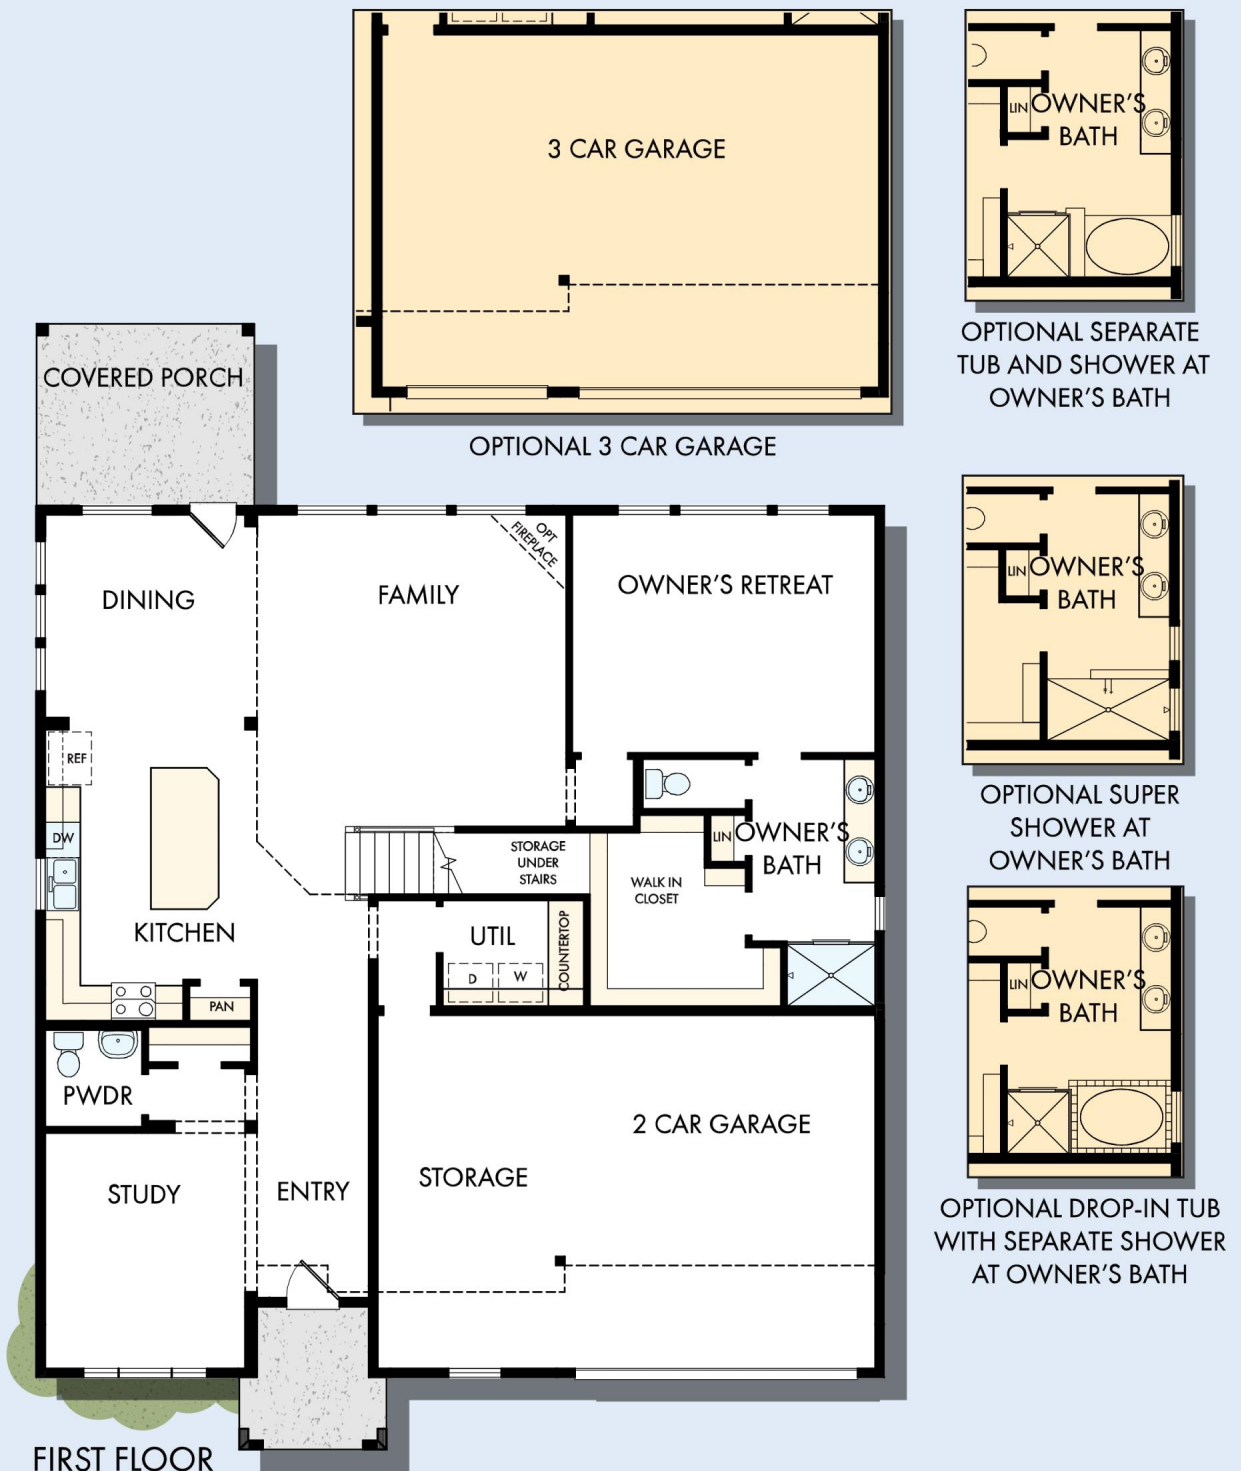 3 CAR GARAGE
OPTIONAL 3 CAR GARAGE
LIN
OWNER'S
BATH
OPTIONAL SEPARATE
TUB AND SHOWER AT
OWNER'S BATH
LIN
OWNER'S
BATH
OPTIONAL SUPER
SHOWER AT
OWNER'S BATH
LIN
OWNER'S
BATH
OPTIONAL DROP-IN TUB
WITH SEPARATE SHOWER
AT OWNER'S BATH
COVERED PORCH
DINING
FAMILY
OPT
FIREPLACE
OWNER'S RETREAT
REF
DW
KITCHEN
PAN
STORAGE
UNDER
STAIRS
WALK IN
CLOSET
LIN
OWNER'S
BATH
UTIL
D
W
COUNTERTOP
PWDR
STUDY
ENTRY
STORAGE
2 CAR GARAGE
FIRST FLOOR